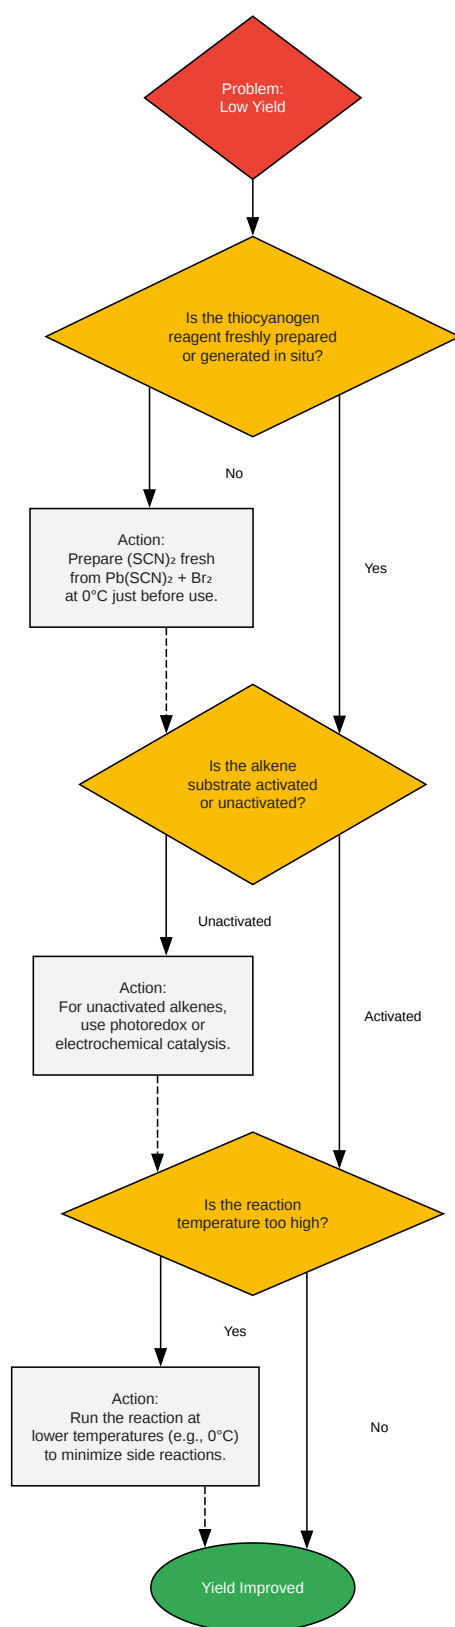 Problem:
Low Yield
Is the thiocyanogen
reagent freshly prepared
or generated in situ?
No
Yes
Action:
Prepare (SCN)₂ fresh
from Pb(SCN)₂ + Br₂
at 0°C just before use.
Is the alkene
substrate activated
or unactivated?
Unactivated
Activated
Action:
For unactivated alkenes,
use photoredox or
electrochemical catalysis.
Is the reaction
temperature too high?
Yes
No
Action:
Run the reaction at
lower temperatures (e.g., 0°C)
to minimize side reactions.
Yield Improved